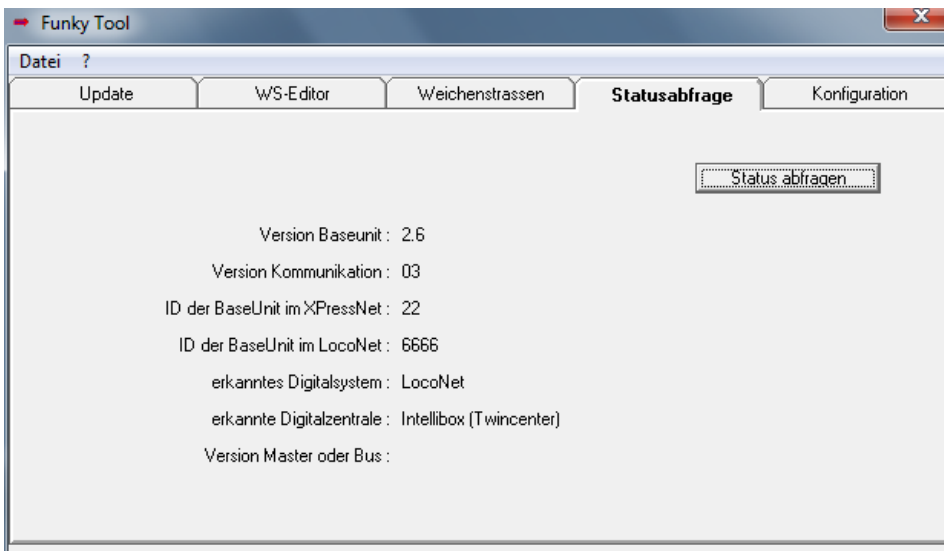 Funky Tool
Datei ?
Update WS-Editor Weichenstrassen Statusabfrage Konfiguration
Status abfragen
Version Baseunit : 2.6
Version Kommunikation : 03
ID der BaseUnit im XPressNet : 22
ID der BaseUnit im LocoNet : 6666
erkanntes Digitalsystem : LocoNet
erkannte Digitalzentrale : Intellibox (Twincenter)
Version Master oder Bus :